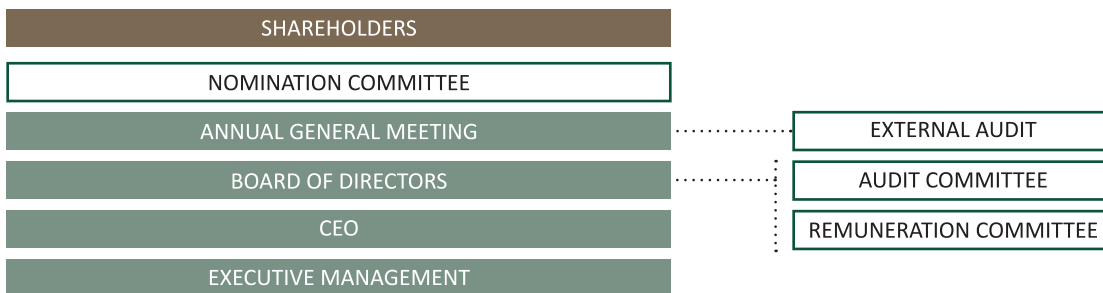 SHAREHOLDERS
NOMINATION COMMITTEE
ANNUAL GENERAL MEETING
EXTERNAL AUDIT
BOARD OF DIRECTORS
AUDIT COMMITTEE
CEO
REMUNERATION COMMITTEE
EXECUTIVE MANAGEMENT